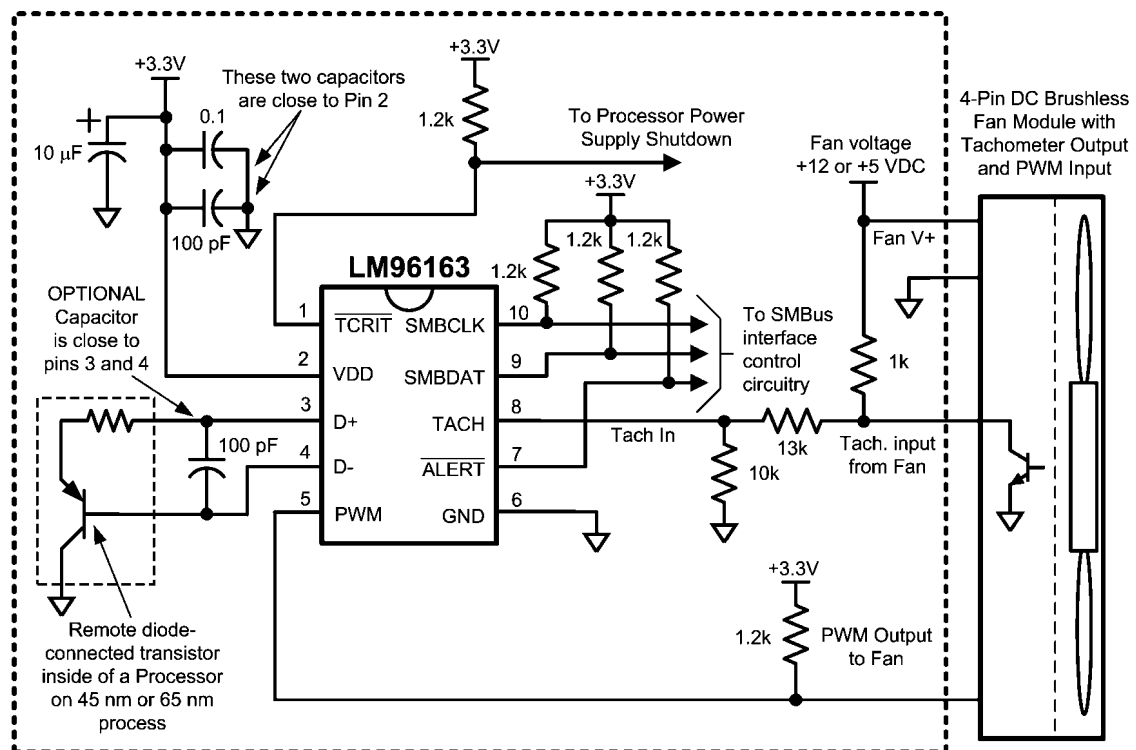 +3.3V
These two capacitors
are close to Pin 2
+
0.1
10 µF
100 pF
+3.3V
1.2k
To Processor Power
Supply Shutdown
+3.3V
1.2k
1.2k
1.2k
Fan voltage
+12 or +5 VDC
4-Pin DC Brushless
Fan Module with
Tachometer Output
and PWM Input
Fan V+
LM96163
OPTIONAL
Capacitor
is close to
pins 3 and 4
1
TCRIT
SMBCLK
10
2
VDD
SMBDAT
9
3
D+
TACH
8
4
D-
ALERT
7
5
PWM
GND
6
100 pF
To SMBus
interface
control
circuitry
1k
Tach In
13k
10k
Tach. input
from Fan
+3.3V
1.2k
PWM Output
to Fan
Remote diode-
connected transistor
inside of a Processor
on 45 nm or 65 nm
process